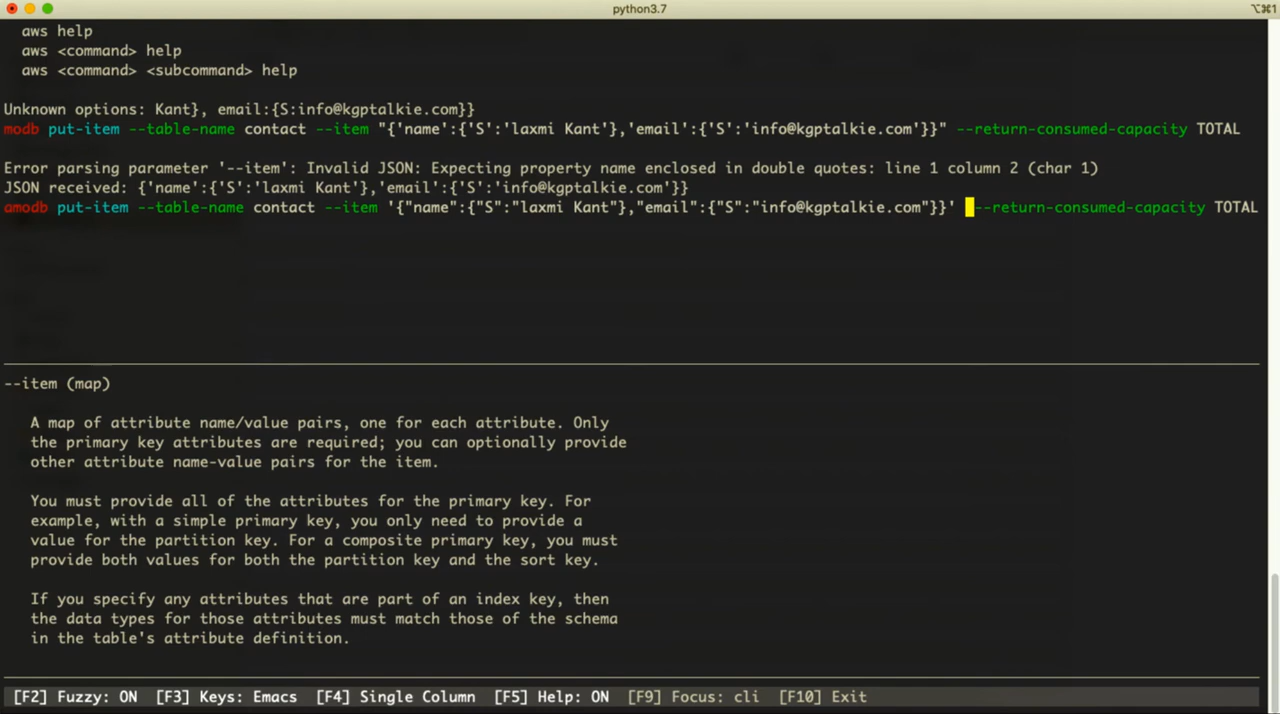 python3.7
⌥⌘1
aws help
aws <command> help
aws <command> <subcommand> help
Unknown options: Kant}, email:{S:info@kgptalkie.com}}
modb put-item --table-name contact --item "{'name':{'S':'laxmi Kant'},'email':{'S':'info@kgptalkie.com'}}" --return-consumed-capacity TOTAL
Error parsing parameter '--item': Invalid JSON: Expecting property name enclosed in double quotes: line 1 column 2 (char 1)
JSON received: {'name':{'S':'laxmi Kant'},'email':{'S':'info@kgptalkie.com'}}
amodb put-item --table-name contact --item '{"name":{"S":"laxmi Kant"},"email":{"S":"info@kgptalkie.com"}}' --return-consumed-capacity TOTAL
--item (map)
A map of attribute name/value pairs, one for each attribute. Only
the primary key attributes are required; you can optionally provide
other attribute name-value pairs for the item.
You must provide all of the attributes for the primary key. For
example, with a simple primary key, you only need to provide a
value for the partition key. For a composite primary key, you must
provide both values for both the partition key and the sort key.
If you specify any attributes that are part of an index key, then
the data types for those attributes must match those of the schema
in the table's attribute definition.
[F2] Fuzzy: ON [F3] Keys: Emacs [F4] Single Column [F5] Help: ON [F9] Focus: cli [F10] Exit